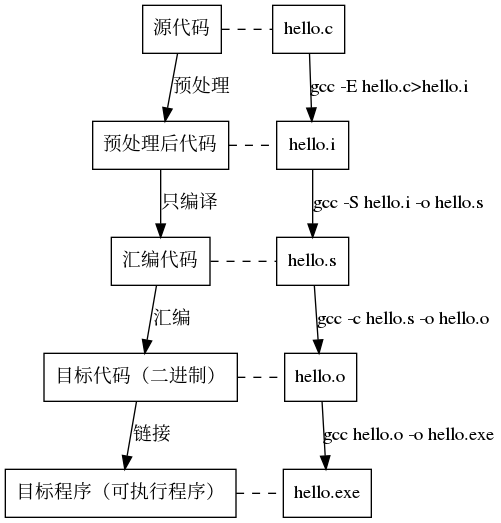 源代码
hello.c
预处理
gcc -E hello.c>hello.i
预处理后代码
hello.i
只编译
gcc -S hello.i -o hello.s
汇编代码
hello.s
汇编
gcc -c hello.s -o hello.o
目标代码（二进制）
hello.o
链接
gcc hello.o -o hello.exe
目标程序（可执行程序）
hello.exe